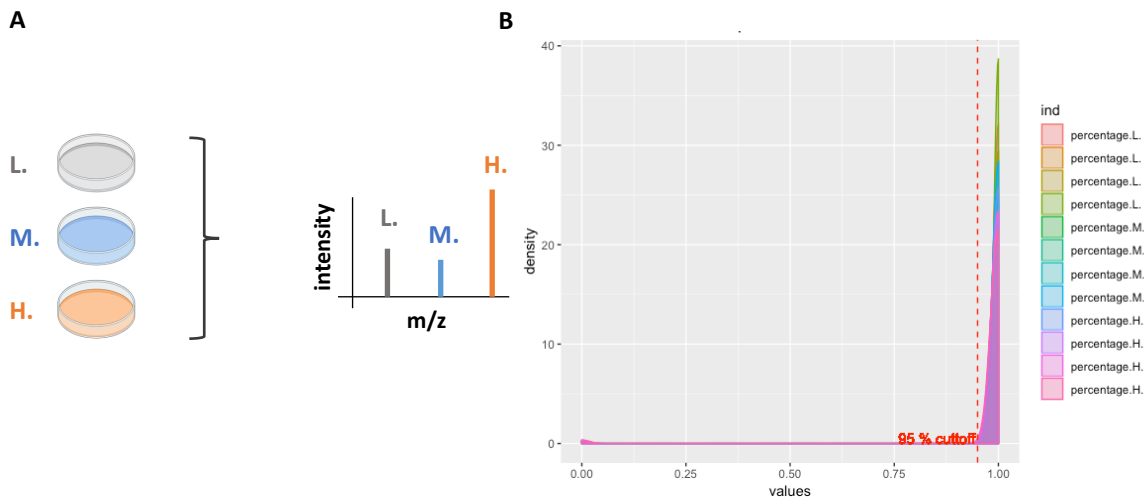 A
L.
M.
H.
intensity
L.
M.
H.
m/z
B
40
30
20
10
0
density
95 % cuttoff
0.00
0.25
0.50
0.75
1.00
values
ind
percentage.L.
percentage.L.
percentage.L.
percentage.L.
percentage.M.
percentage.M.
percentage.M.
percentage.M.
percentage.H.
percentage.H.
percentage.H.
percentage.H.